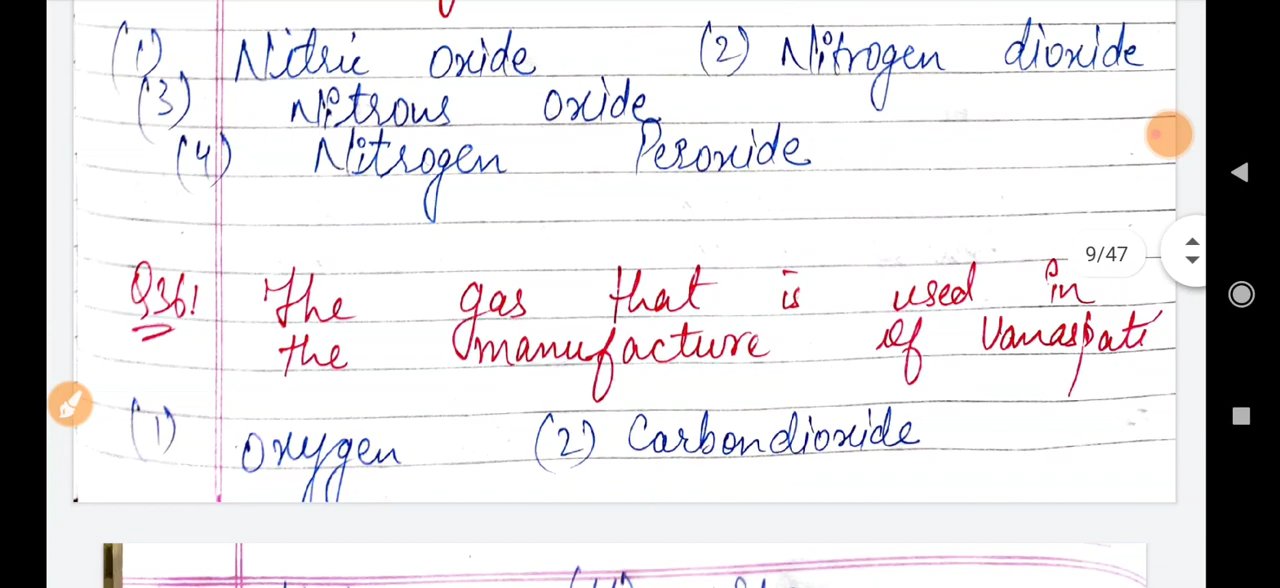 (1) Nitric oxide (2) Nitrogen dioxide
(3) Nitrous oxide
(4) Nitrogen Peroxide
9/47
Q36! The gas that is used in
the manufacture of Vanaspati
(1) Oxygen (2) Carbondioxide